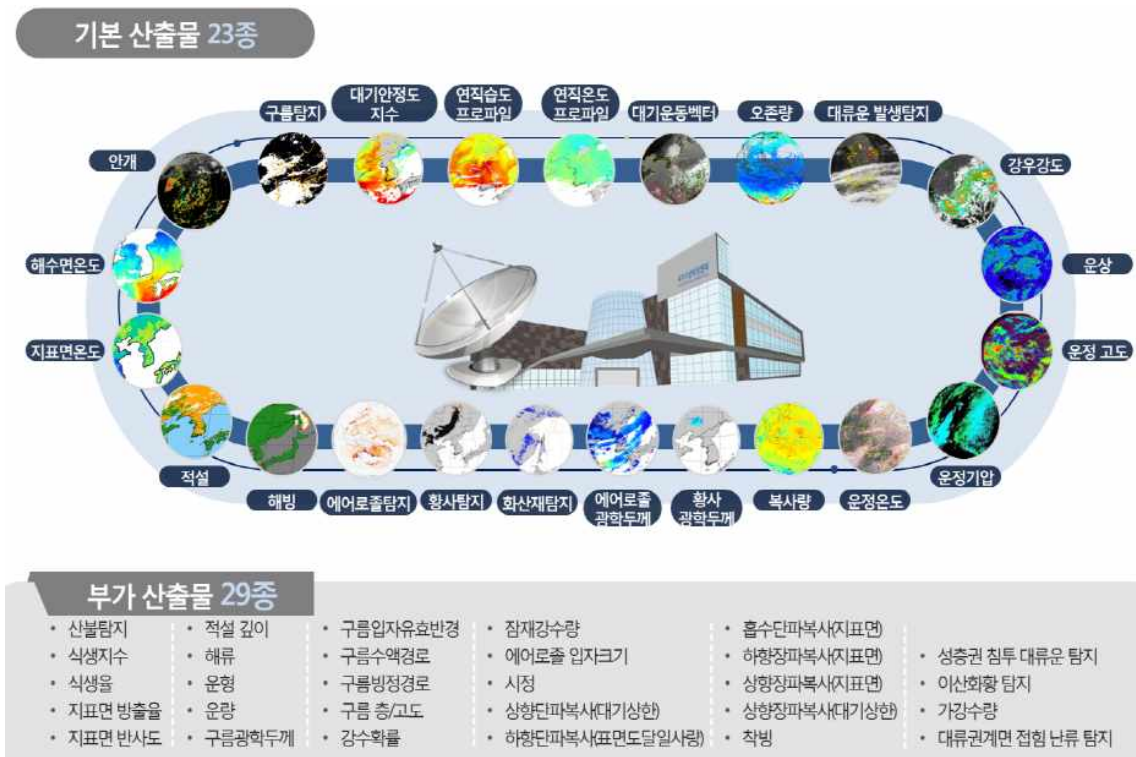 기본 산출물 23종
구름탐지
대기안정도
지수
연직습도
프로파일
연직온도
프로파일
대기운동벡터
오존량
대류운 발생탐지
안개
강우강도
해수면온도
운상
지표면온도
운정 고도
적설
해빙
에어로졸탐지
황사탐지
화산재탐지
에어로졸
광학두께
황사
광학두께
복사량
운정온도
운정기압
부가 산출물 29종
• 산불탐지
• 식생지수
• 식생율
• 지표면 방출율
• 지표면 반사도
• 적설 깊이
• 해류
• 운형
• 운량
• 구름광학두께
• 구름입자유효반경
• 구름수액경로
• 구름빙정경로
• 구름 층/고도
• 강수확률
• 잠재강수량
• 에어로졸 입자크기
• 시정
• 상향단파복사(대기상한)
• 하향단파복사(표면도달일사량)
• 흡수단파복사(지표면)
• 하향장파복사(지표면)
• 상향장파복사(지표면)
• 상향장파복사(대기상한)
• 착빙
• 성층권 침투 대류운 탐지
• 이산화황 탐지
• 가강수량
• 대류권계면 접힘 난류 탐지